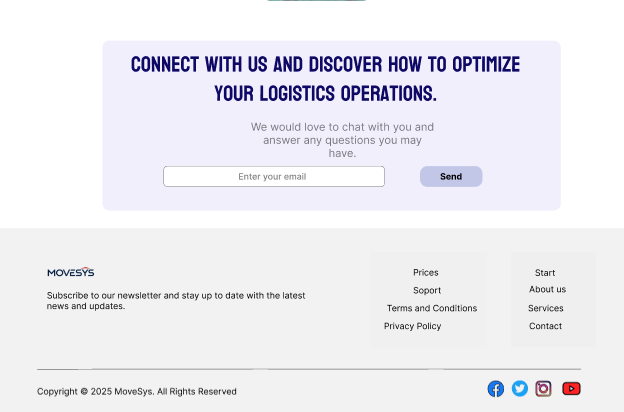 CONNECT WITH US AND DISCOVER HOW TO OPTIMIZE
YOUR LOGISTICS OPERATIONS.
We would love to chat with you and
answer any questions you may
have.
Enter your email
Send
MOVESYS
Subscribe to our newsletter and stay up to date with the latest
news and updates.
Prices
Soport
Terms and Conditions
Privacy Policy
Start
About us
Services
Contact
Copyright © 2025 MoveSys. All Rights Reserved